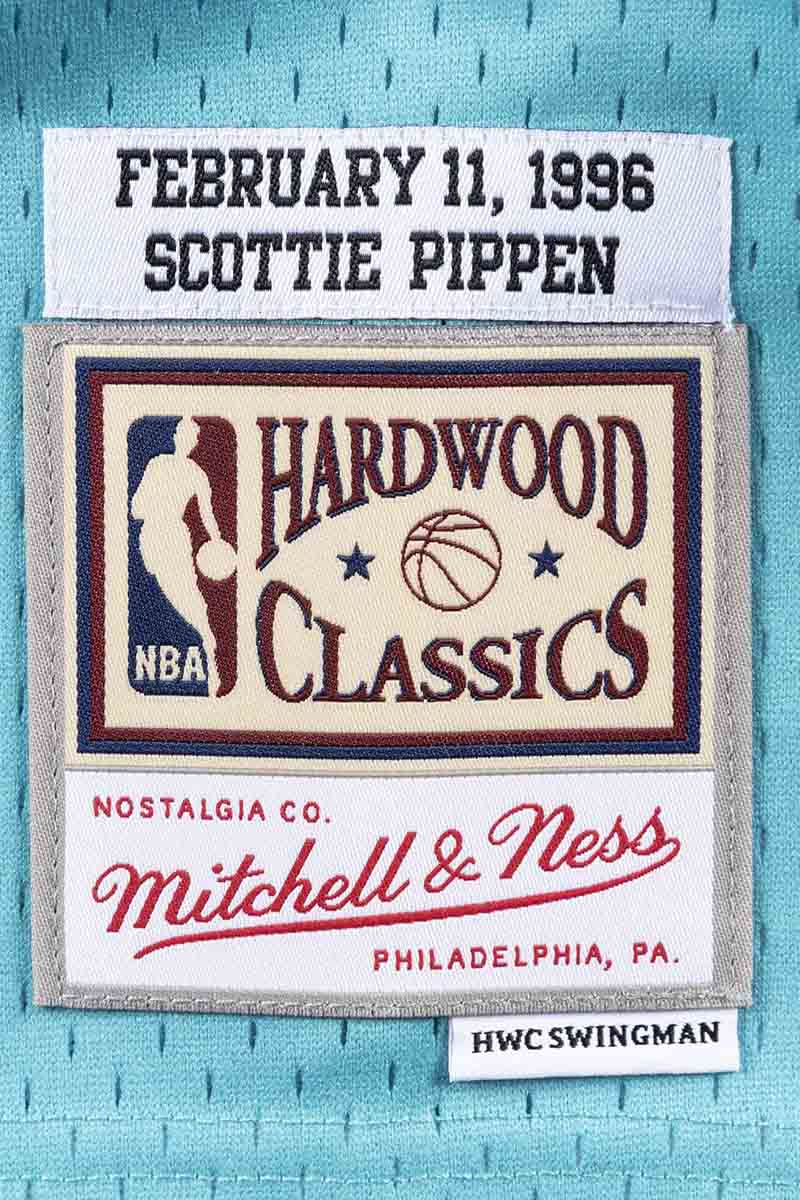 FEBRUARY 11, 1996
SCOTTIE PIPPEN
HARDWOOD
CLASSICS
NBA
NOSTALGIA CO.
Mitchell & Ness
PHILADELPHIA, PA.
HWC SWINGMAN